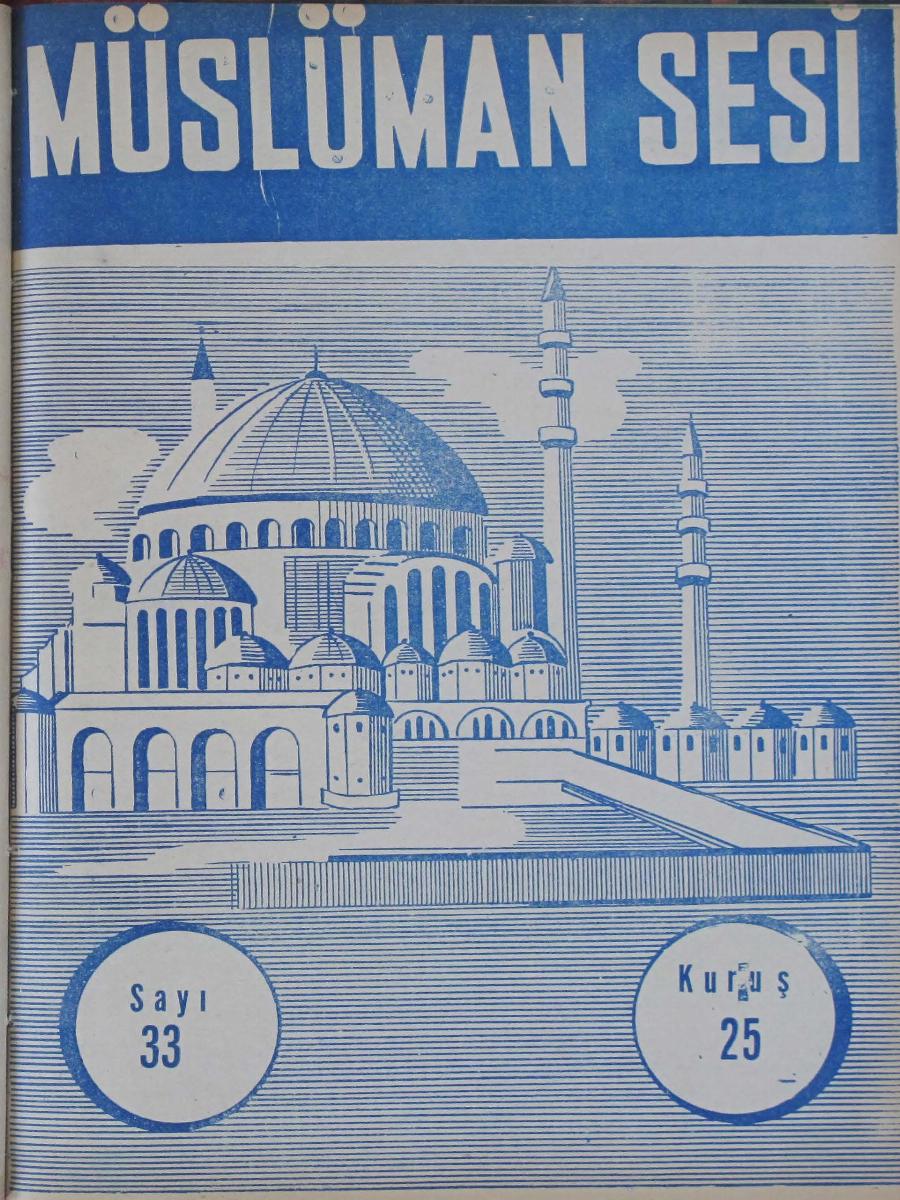 MÜSLÜMAN SESİ
Sayı
33
Kuruş
25